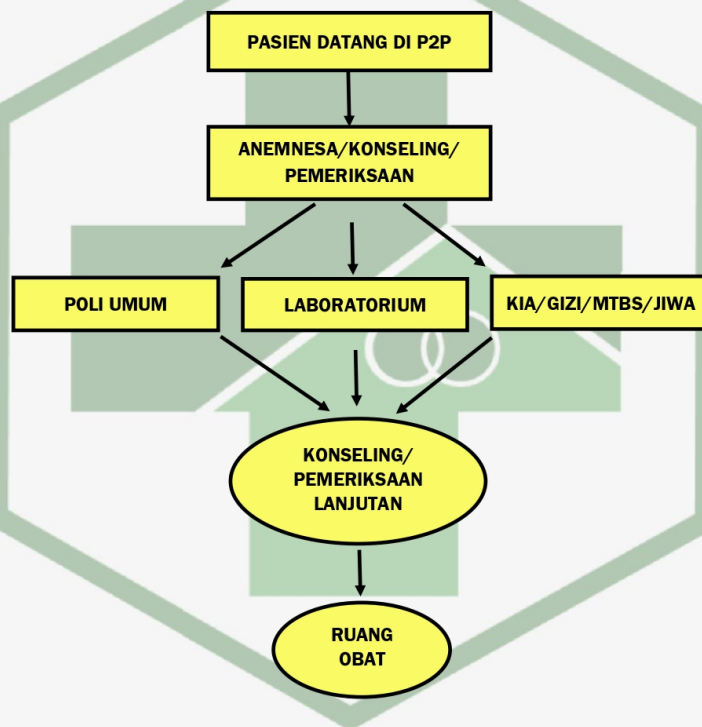 PASIEN DATANG DI P2P
ANEMNESA/KONSELING/
PEMERIKSAAN
POLI UMUM
LABORATORIUM
KIA/GIZI/MTBS/JIWA
KONSELING/
PEMERIKSAAN
LANJUTAN
RUANG
OBAT